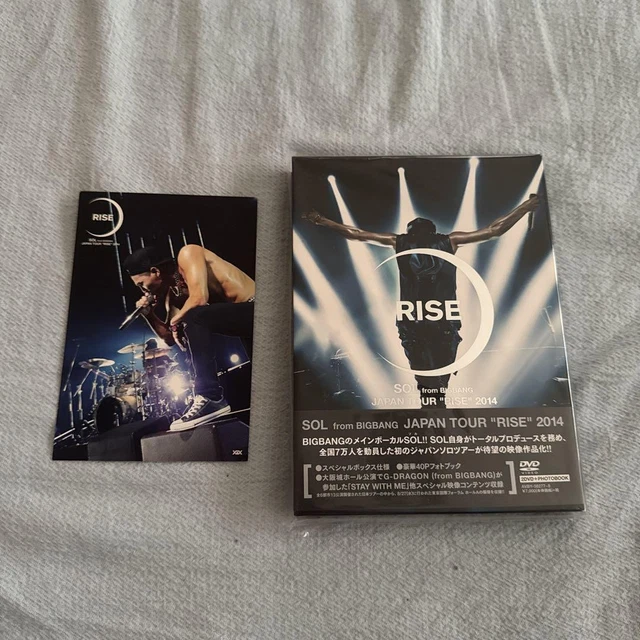 RISE
SOL from BIGBANG
JAPAN TOUR "RISE" 2014
RISE
SOL from BIGBANG
JAPAN TOUR "RISE" 2014
SOL from BIGBANG JAPAN TOUR "RISE" 2014
BIGBANGのメインボーカルSOL!! SOL自身がトータルプロデュースを務め、
全国7万人を動員した初のジャパンソロツアーが待望の映像作品化!!
●スペシャルボックス仕様 ●豪華40Pフォトブック
●大阪城ホール公演でG-DRAGON (from BIGBANG)が
参加した「STAY WITH ME」他スペシャル映像コンテンツ収録
DVD
2DVD+PHOTOBOOK